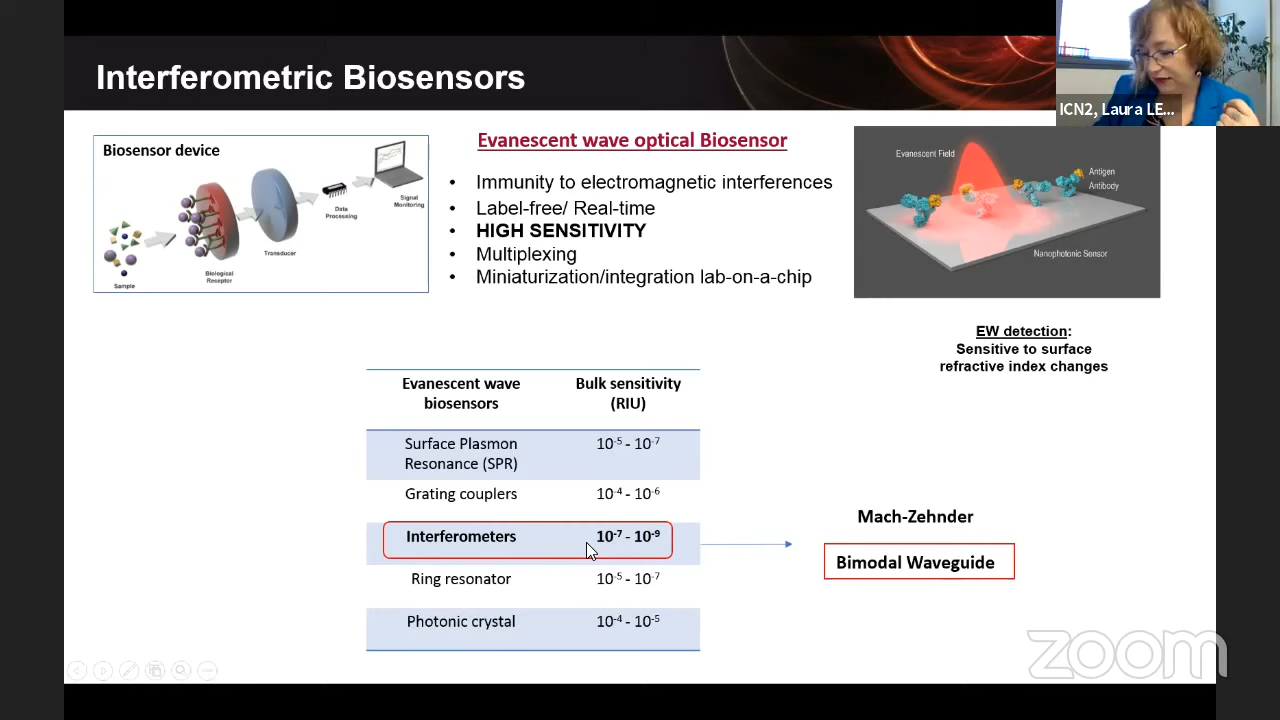 Interferometric Biosensors
ICN2, Laura LE...
Biosensor device
Sample
Biological
Receptor
Transducer
Data
Processing
Signal
Monitoring
Evanescent wave optical Biosensor
• Immunity to electromagnetic interferences
• Label-free/ Real-time
• HIGH SENSITIVITY
• Multiplexing
• Miniaturization/integration lab-on-a-chip
Evanescent Field
Antigen
Antibody
Nanophotonic Sensor
EW detection:
Sensitive to surface
refractive index changes
Evanescent wave
biosensors
Bulk sensitivity
(RIU)
Surface Plasmon
Resonance (SPR)
10⁻⁵ - 10⁻⁷
Grating couplers
10⁻⁴ - 10⁻⁶
Interferometers
10⁻⁷ - 10⁻⁹
Ring resonator
10⁻⁵ - 10⁻⁷
Photonic crystal
10⁻⁴ - 10⁻⁵
Mach-Zehnder
Bimodal Waveguide
zoom